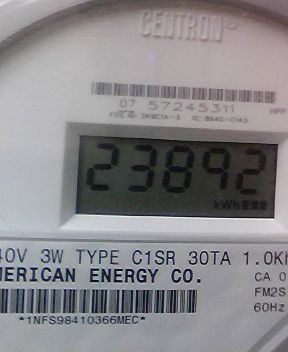 CENTRON®
07 57245311
23892
kWh
40V 3W TYPE C1SR 30TA 1.0Kh
MERICAN ENERGY CO.
CA 0
FM2S
60Hz
*1NFS98410366MEC*